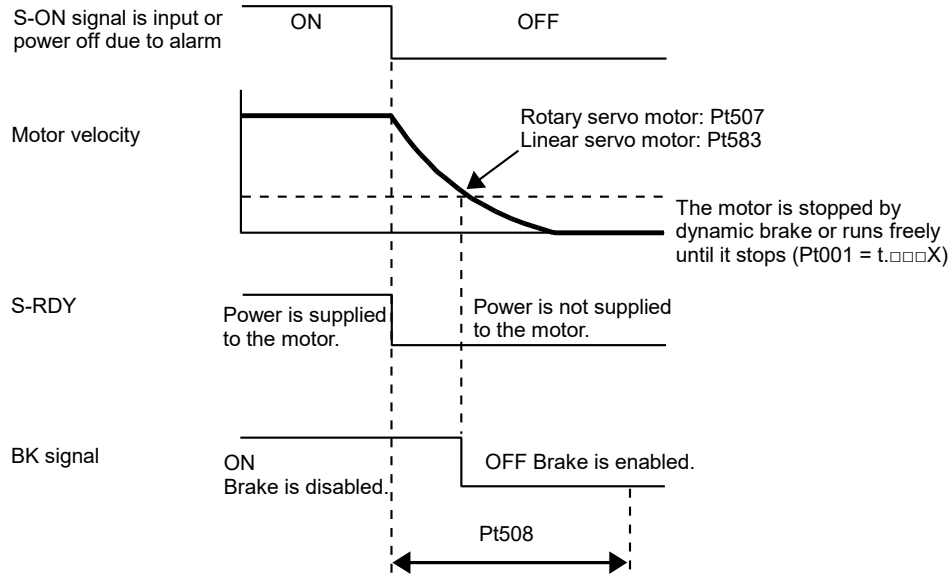 S-ON signal is input or
power off due to alarm
ON
OFF
Motor velocity
Rotary servo motor: Pt507
Linear servo motor: Pt583
The motor is stopped by
dynamic brake or runs freely
until it stops (Pt001 = t.□□□X)
S-RDY
Power is supplied
to the motor.
Power is not supplied
to the motor.
BK signal
ON
Brake is disabled.
OFF Brake is enabled.
Pt508